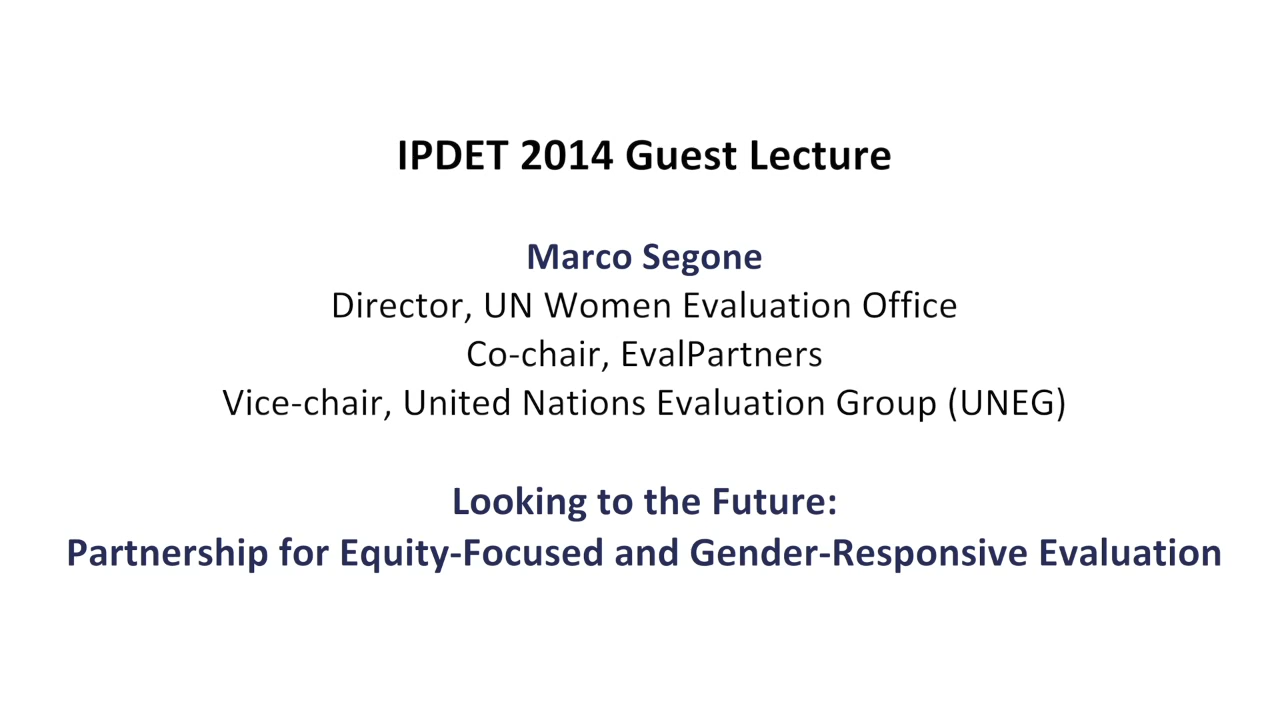 IPDET 2014 Guest Lecture
Marco Segone
Director, UN Women Evaluation Office
Co-chair, EvalPartners
Vice-chair, United Nations Evaluation Group (UNEG)
Looking to the Future:
Partnership for Equity-Focused and Gender-Responsive Evaluation